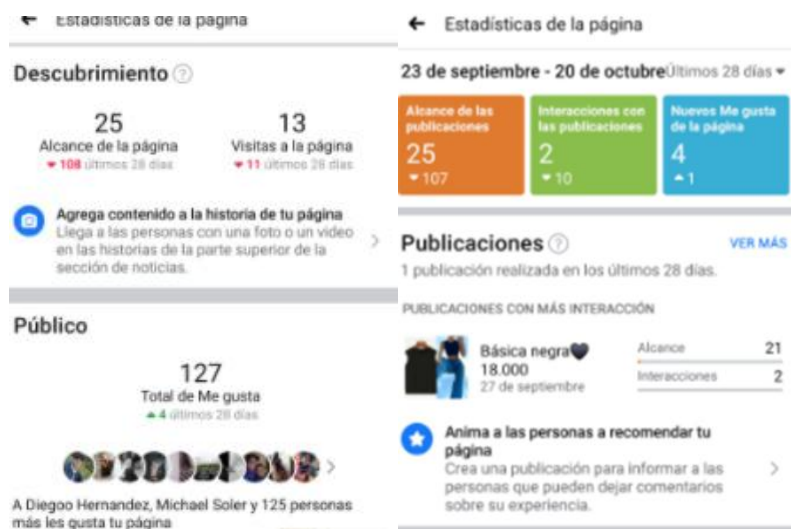 Estadísticas de la página
Descubrimiento ?
25
Alcance de la página
108 últimos 28 días
13
Visitas a la página
11 últimos 28 días
Agrega contenido a la historia de tu página
Llega a las personas con una foto o un video
en las historias de la parte superior de la
sección de noticias.
Público
127
Total de Me gusta
4 últimos 28 días
A Diegoo Hernandez, Michael Soler y 125 personas
más les gusta tu página
Estadísticas de la página
23 de septiembre - 20 de octubre Últimos 28 días
Alcance de las
publicaciones
25
107
Interacciones con
las publicaciones
2
10
Nuevos Me gusta
de la página
4
1
Publicaciones ?
VER MÁS
1 publicación realizada en los últimos 28 días.
PUBLICACIONES CON MÁS INTERACCIÓN
Básica negra🖤
18.000
27 de septiembre
Alcance 21
Interacciones 2
Anima a las personas a recomendar tu
página
Crea una publicación para informar a las
personas que pueden dejar comentarios
sobre su experiencia.